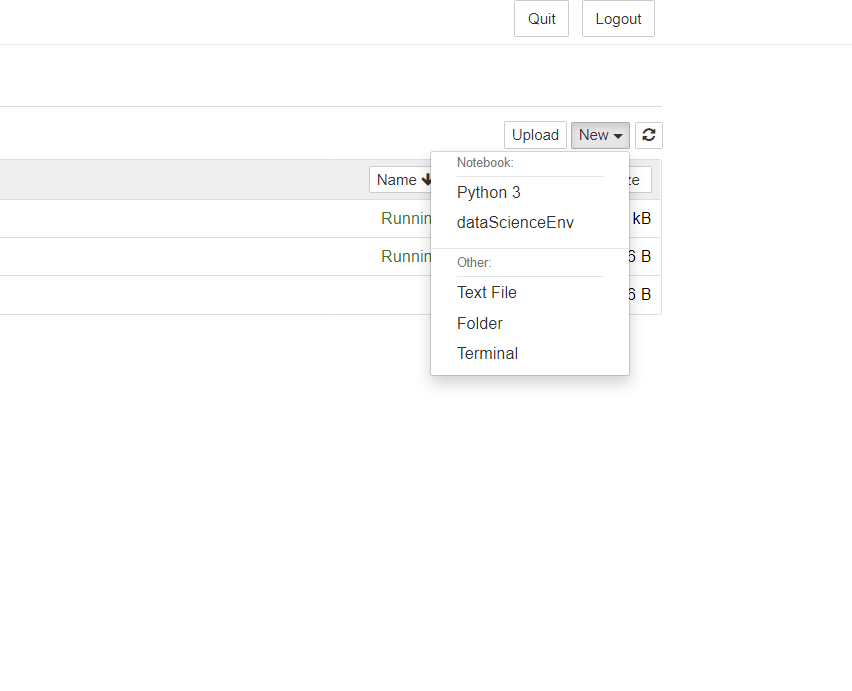 Quit Logout
Upload New
Notebook:
Name
Python 3
Runnin kB
dataScienceEnv
6 B
Runnin
Other:
Text File 6 B
Folder
Terminal